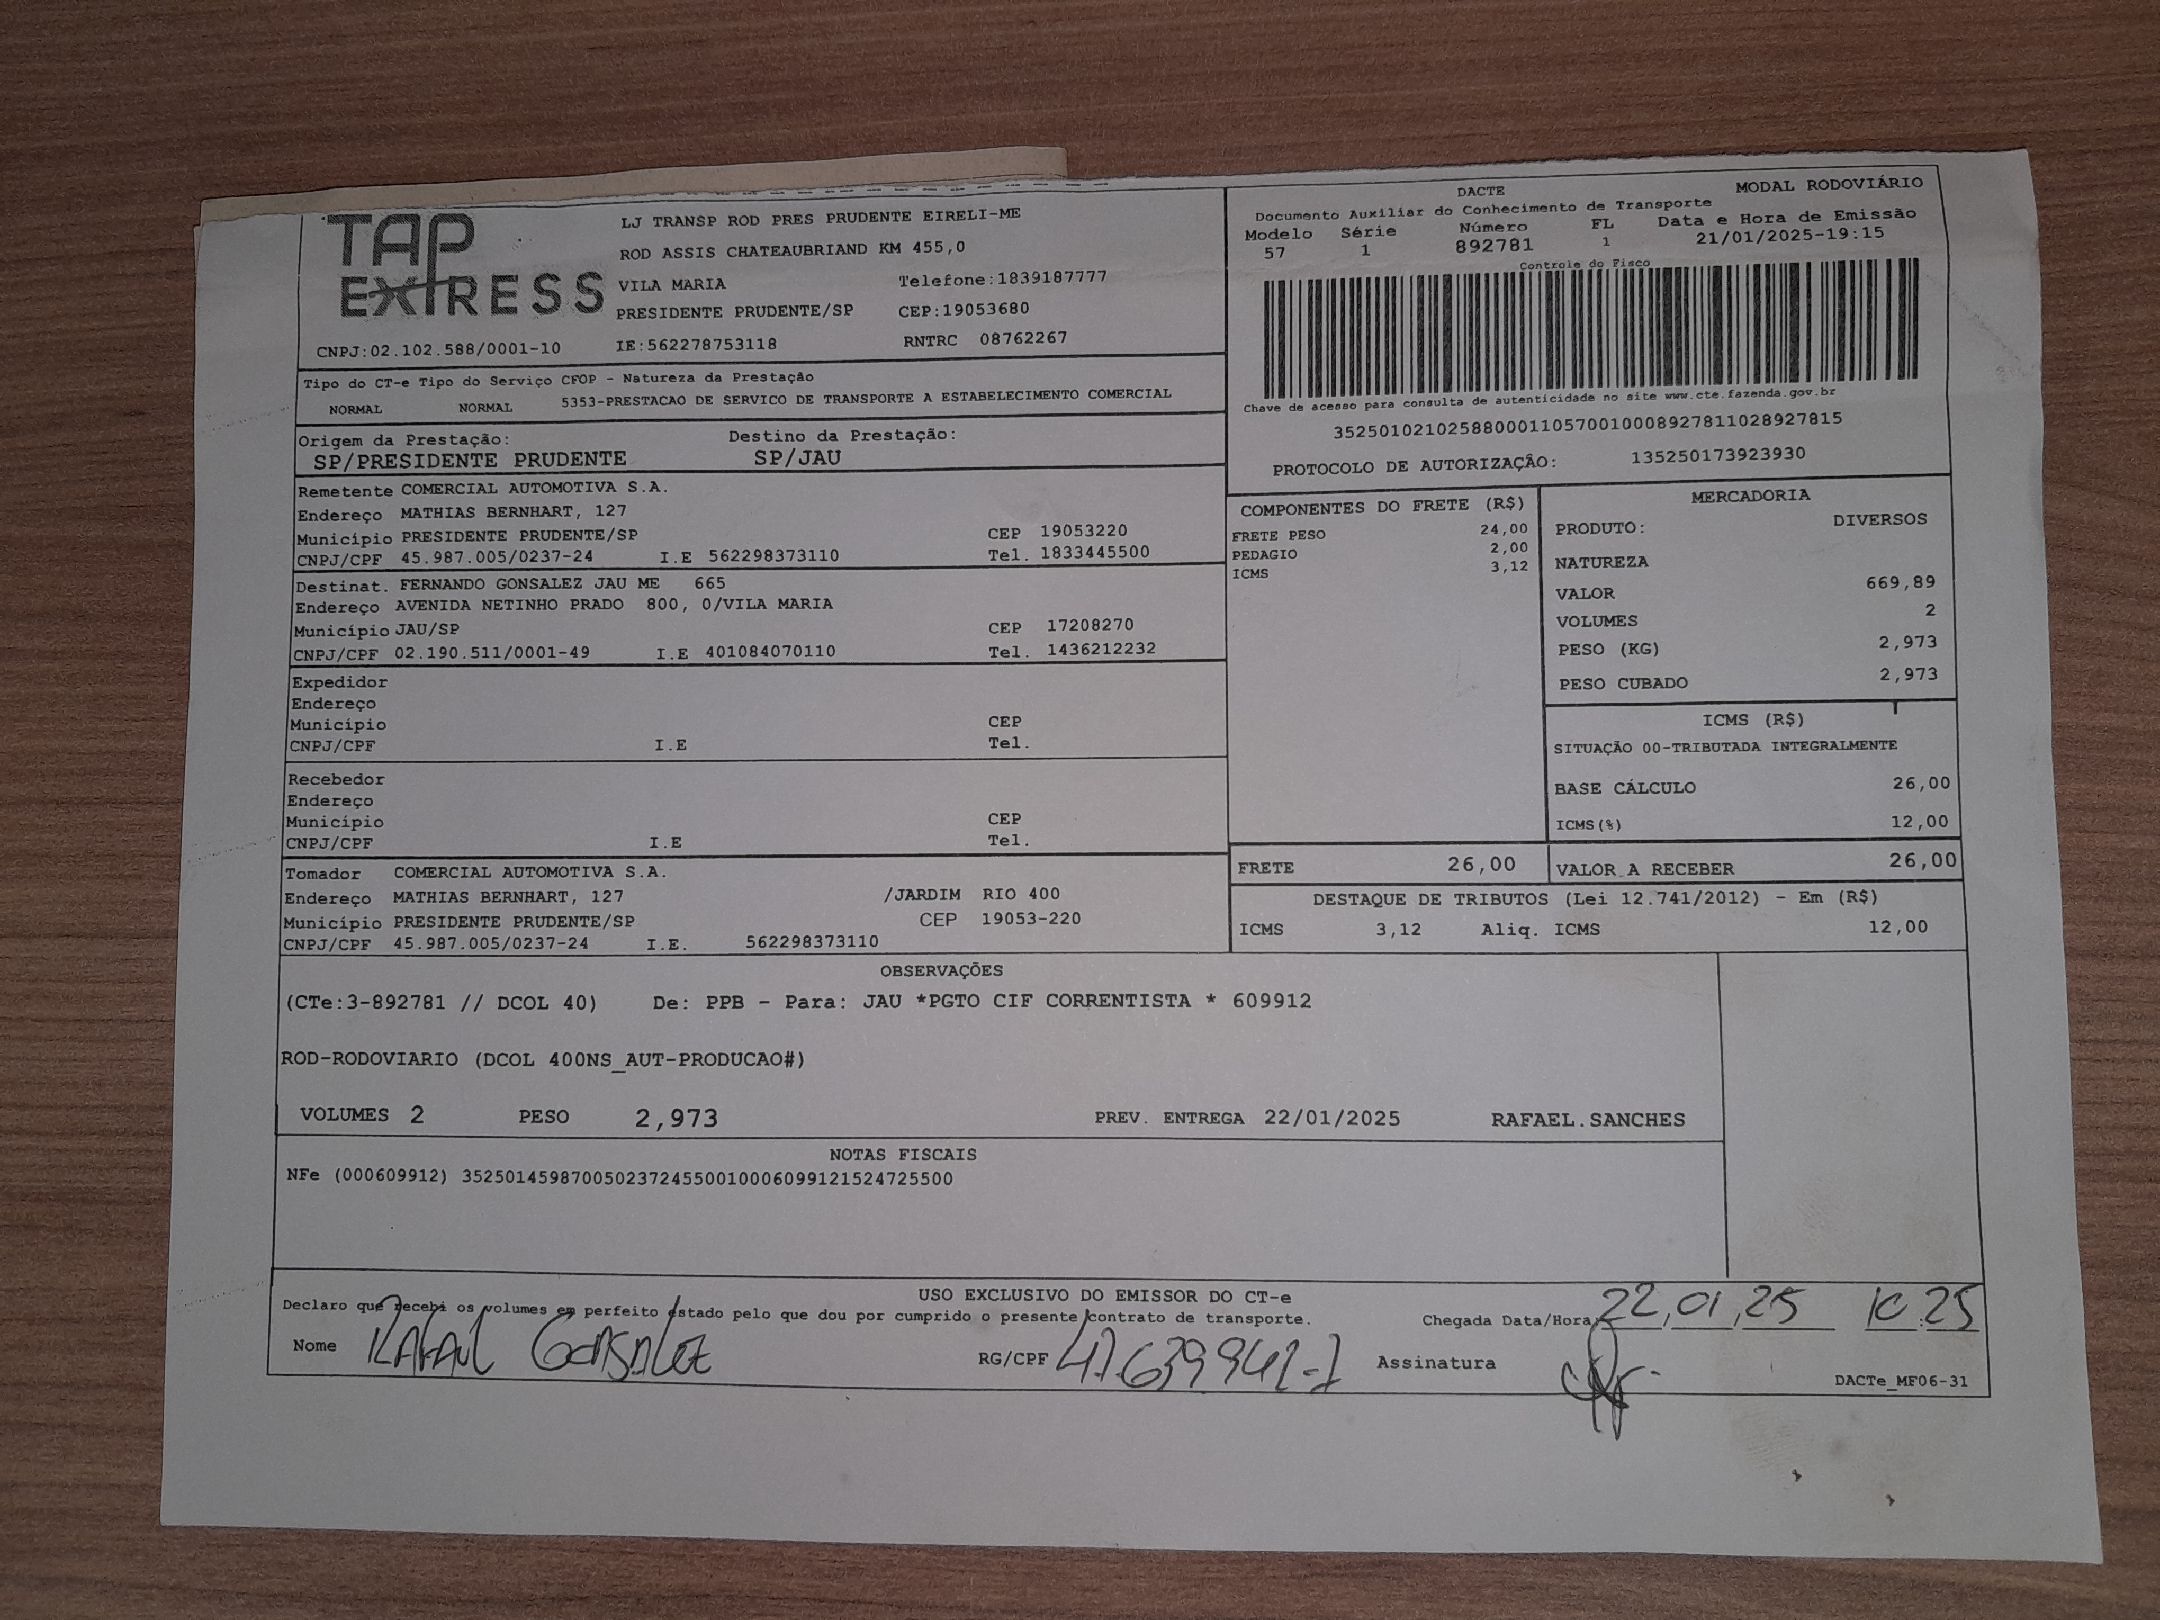 TAP EXPRESS
LJ TRANSP ROD PRES PRUDENTE EIRELI-ME
ROD ASSIS CHATEAUBRIAND KM 455,0
VILA MARIA Telefone:1839187777
PRESIDENTE PRUDENTE/SP CEP:19053680
CNPJ:02.102.588/0001-10 IE:562278753118 RNTRC 08762267
DACTE MODAL RODOVIÁRIO
Documento Auxiliar do Conhecimento de Transporte
Modelo Série Número FL Data e Hora de Emissão
57 1 892781 1 21/01/2025-19:15
Controle do Fisco
Chave de acesso para consulta de autenticidade no site www.cte.fazenda.gov.br
35250102102588000110570010008927811028927815
PROTOCOLO DE AUTORIZAÇÃO: 135250173923930
Tipo do CT-e Tipo do Serviço CFOP - Natureza da Prestação
NORMAL NORMAL 5353-PRESTACAO DE SERVICO DE TRANSPORTE A ESTABELECIMENTO COMERCIAL
Origem da Prestação: Destino da Prestação:
SP/PRESIDENTE PRUDENTE SP/JAU
Remetente COMERCIAL AUTOMOTIVA S.A.
Endereço MATHIAS BERNHART, 127
Município PRESIDENTE PRUDENTE/SP CEP 19053220
CNPJ/CPF 45.987.005/0237-24 I.E 562298373110 Tel. 1833445500
Destinat. FERNANDO GONSALEZ JAU ME 665
Endereço AVENIDA NETINHO PRADO 800, 0/VILA MARIA
Município JAU/SP CEP 17208270
CNPJ/CPF 02.190.511/0001-49 I.E 401084070110 Tel. 1436212232
Expedidor
Endereço
Município CEP
CNPJ/CPF I.E Tel.
Recebedor
Endereço
Município CEP
CNPJ/CPF I.E Tel.
Tomador COMERCIAL AUTOMOTIVA S.A.
Endereço MATHIAS BERNHART, 127 /JARDIM RIO 400
Município PRESIDENTE PRUDENTE/SP CEP 19053-220
CNPJ/CPF 45.987.005/0237-24 I.E. 562298373110
COMPONENTES DO FRETE (R$)
FRETE PESO 24,00
PEDAGIO 2,00
ICMS 3,12
MERCADORIA
PRODUTO: DIVERSOS
NATUREZA
VALOR 669,89
VOLUMES 2
PESO (KG) 2,973
PESO CUBADO 2,973
ICMS (R$)
SITUAÇÃO 00-TRIBUTADA INTEGRALMENTE
BASE CÁLCULO 26,00
ICMS(%) 12,00
FRETE 26,00 VALOR A RECEBER 26,00
DESTAQUE DE TRIBUTOS (Lei 12.741/2012) - Em (R$)
ICMS 3,12 Aliq. ICMS 12,00
OBSERVAÇÕES
(CTe:3-892781 // DCOL 40) De: PPB - Para: JAU *PGTO CIF CORRENTISTA * 609912
ROD-RODOVIARIO (DCOL 400NS_AUT-PRODUCAO#)
VOLUMES 2 PESO 2,973 PREV. ENTREGA 22/01/2025 RAFAEL.SANCHES
NOTAS FISCAIS
NFe (000609912) 35250145987005023724550010006099121524725500
USO EXCLUSIVO DO EMISSOR DO CT-e
Declaro que recebi os volumes em perfeito estado pelo que dou por cumprido o presente contrato de transporte. Chegada Data/Hora: 22,01,25 10:25
Nome RAFAEL GONSALEZ RG/CPF 47.639942-7 Assinatura
DACTe_MF06-31